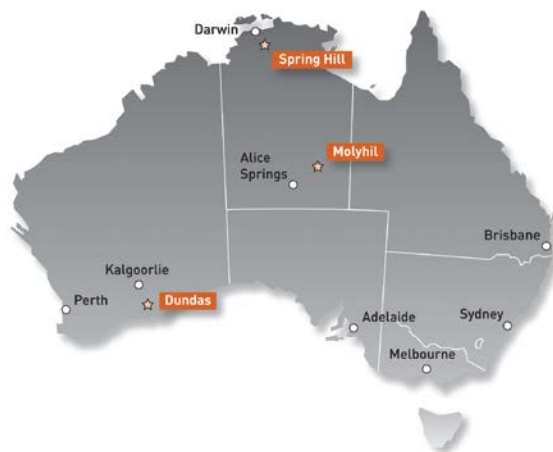 Darwin
Spring Hill
Molyhil
Alice
Springs
Brisbane
Kalgoorlie
Dundas
Perth
Adelaide
Sydney
Melbourne